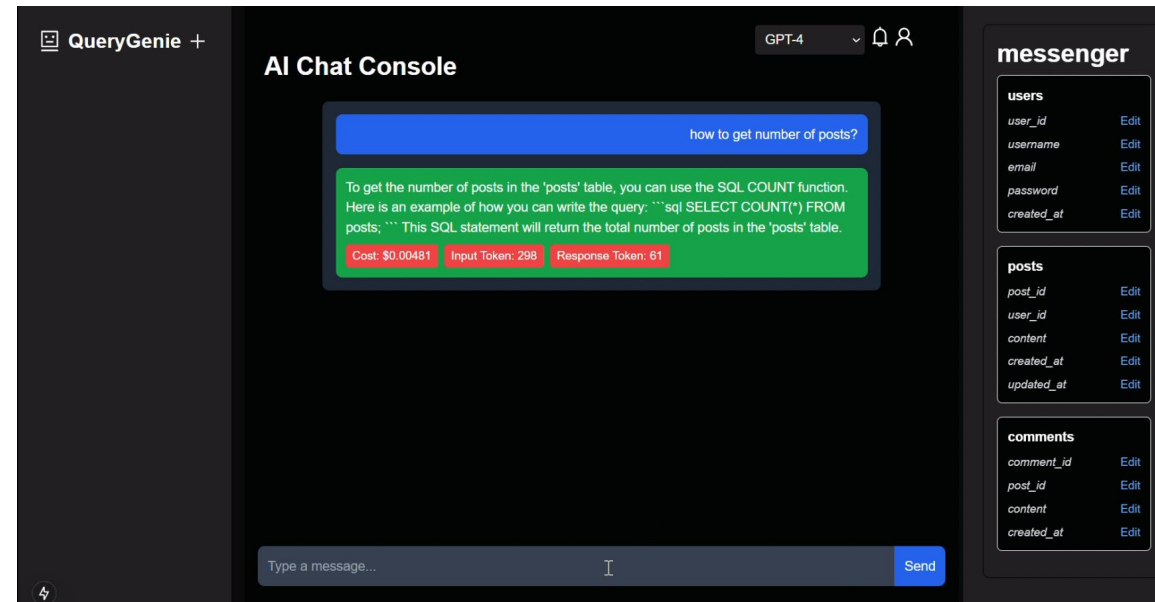 QueryGenie +
GPT-4
AI Chat Console
how to get number of posts?
To get the number of posts in the 'posts' table, you can use the SQL COUNT function.
Here is an example of how you can write the query: ```sql SELECT COUNT(*) FROM
posts; ``` This SQL statement will return the total number of posts in the 'posts' table.
Cost: $0.00481 Input Token: 298 Response Token: 61
Type a message...
Send
messenger
users
user_id Edit
username Edit
email Edit
password Edit
created_at Edit
posts
post_id Edit
user_id Edit
content Edit
created_at Edit
updated_at Edit
comments
comment_id Edit
post_id Edit
content Edit
created_at Edit